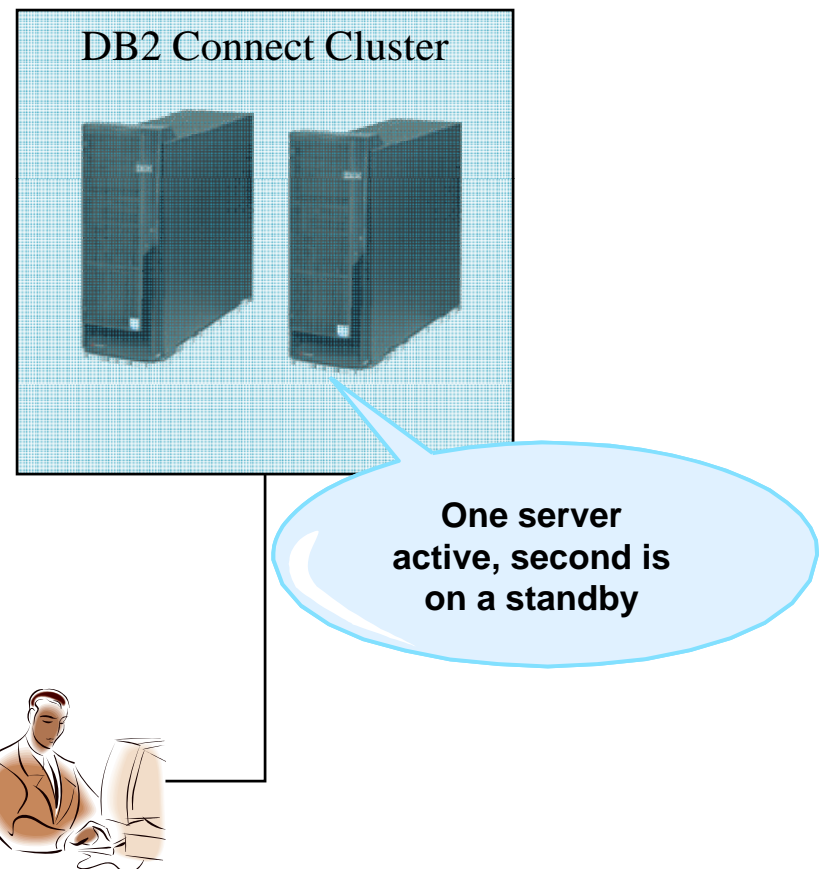 DB2 Connect Cluster
One server
active, second is
on a standby